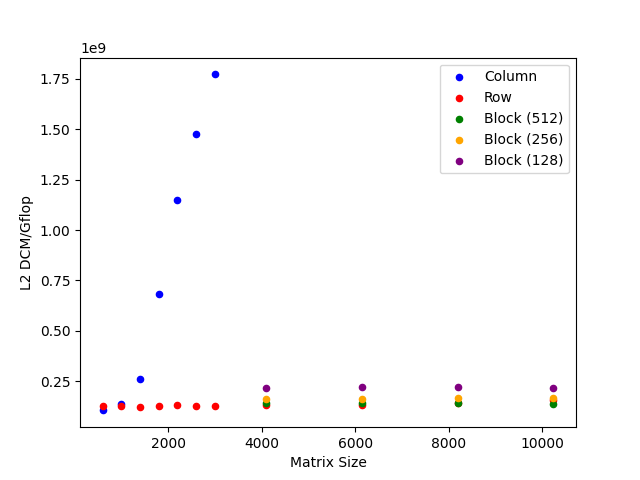 1e9
1.75
1.50
1.25
1.00
0.75
0.50
0.25
L2 DCM/Gflop
2000
4000
6000
8000
10000
Matrix Size
Column
Row
Block (512)
Block (256)
Block (128)